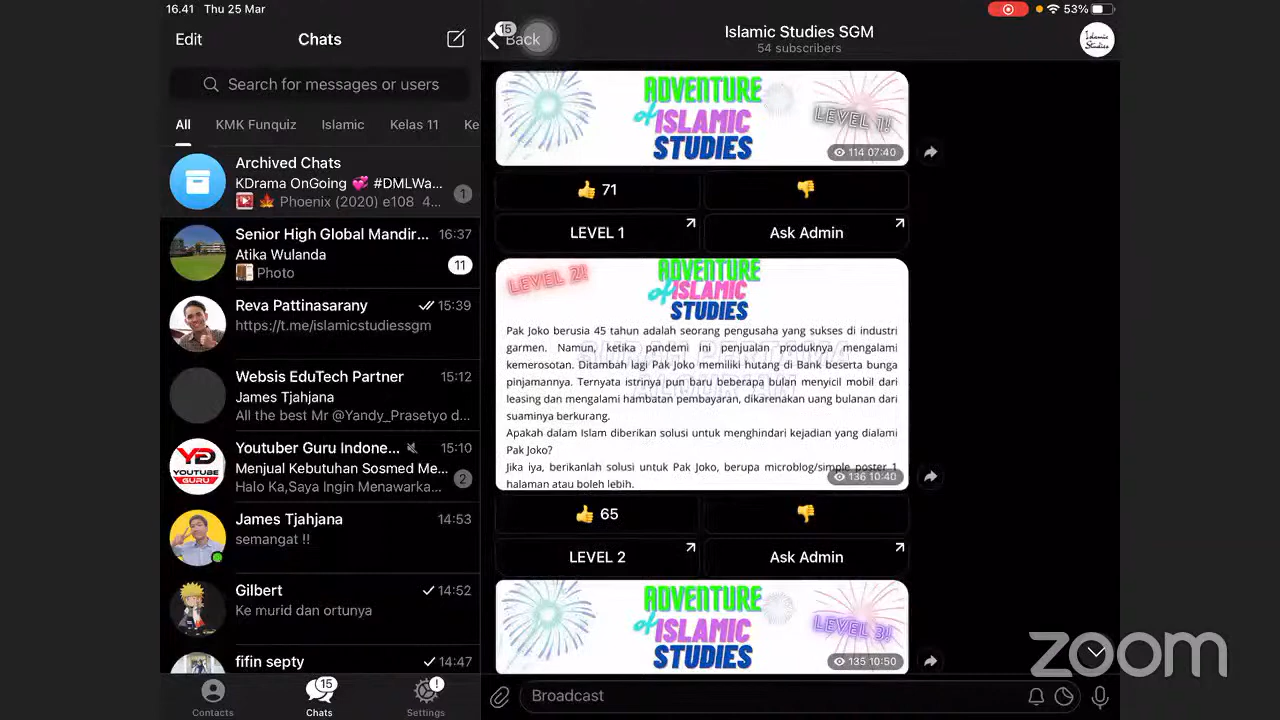 16.41 Thu 25 Mar
53%
Edit
Chats
Search for messages or users
All
KMK Funquiz
Islamic
Kelas 11
Ke
Archived Chats
KDrama OnGoing 💞 #DMLWa...
Phoenix (2020) e108 4...
1
Senior High Global Mandir...
16:37
Atika Wulanda
Photo
11
Reva Pattinasarany
15:39
https://t.me/islamicstudiessgm
Websis EduTech Partner
15:12
James Tjahjana
All the best Mr @Yandy_Prasetyo d...
YD
YOUTUBE
GURU
Youtuber Guru Indone...
15:10
Menjual Kebutuhan Sosmed Me...
Halo Ka,Saya Ingin Menawarka...
2
James Tjahjana
14:53
semangat !!
Gilbert
14:52
Ke murid dan ortunya
fifin septy
14:47
Contacts
15
Chats
!
Settings
15
Back
Islamic Studies SGM
54 subscribers
Islamic
Studies
ADVENTURE
of ISLAMIC
STUDIES
LEVEL 1!
114 07:40
👍 71
👎
LEVEL 1
Ask Admin
LEVEL 2!
ADVENTURE
of ISLAMIC
STUDIES
Pak Joko berusia 45 tahun adalah seorang pengusaha yang sukses di industri
garmen. Namun, ketika pandemi ini penjualan produknya mengalami
kemerosotan. Ditambah lagi Pak Joko memiliki hutang di Bank beserta bunga
pinjamannya. Ternyata istrinya pun baru beberapa bulan menyicil mobil dari
leasing dan mengalami hambatan pembayaran, dikarenakan uang bulanan dari
suaminya berkurang.
Apakah dalam Islam diberikan solusi untuk menghindari kejadian yang dialami
Pak Joko?
Jika iya, berikanlah solusi untuk Pak Joko, berupa microblog/simple poster 1
halaman atau boleh lebih.
136 10:40
👍 65
👎
LEVEL 2
Ask Admin
ADVENTURE
of ISLAMIC
STUDIES
LEVEL 3!
135 10:50
Broadcast
zoom